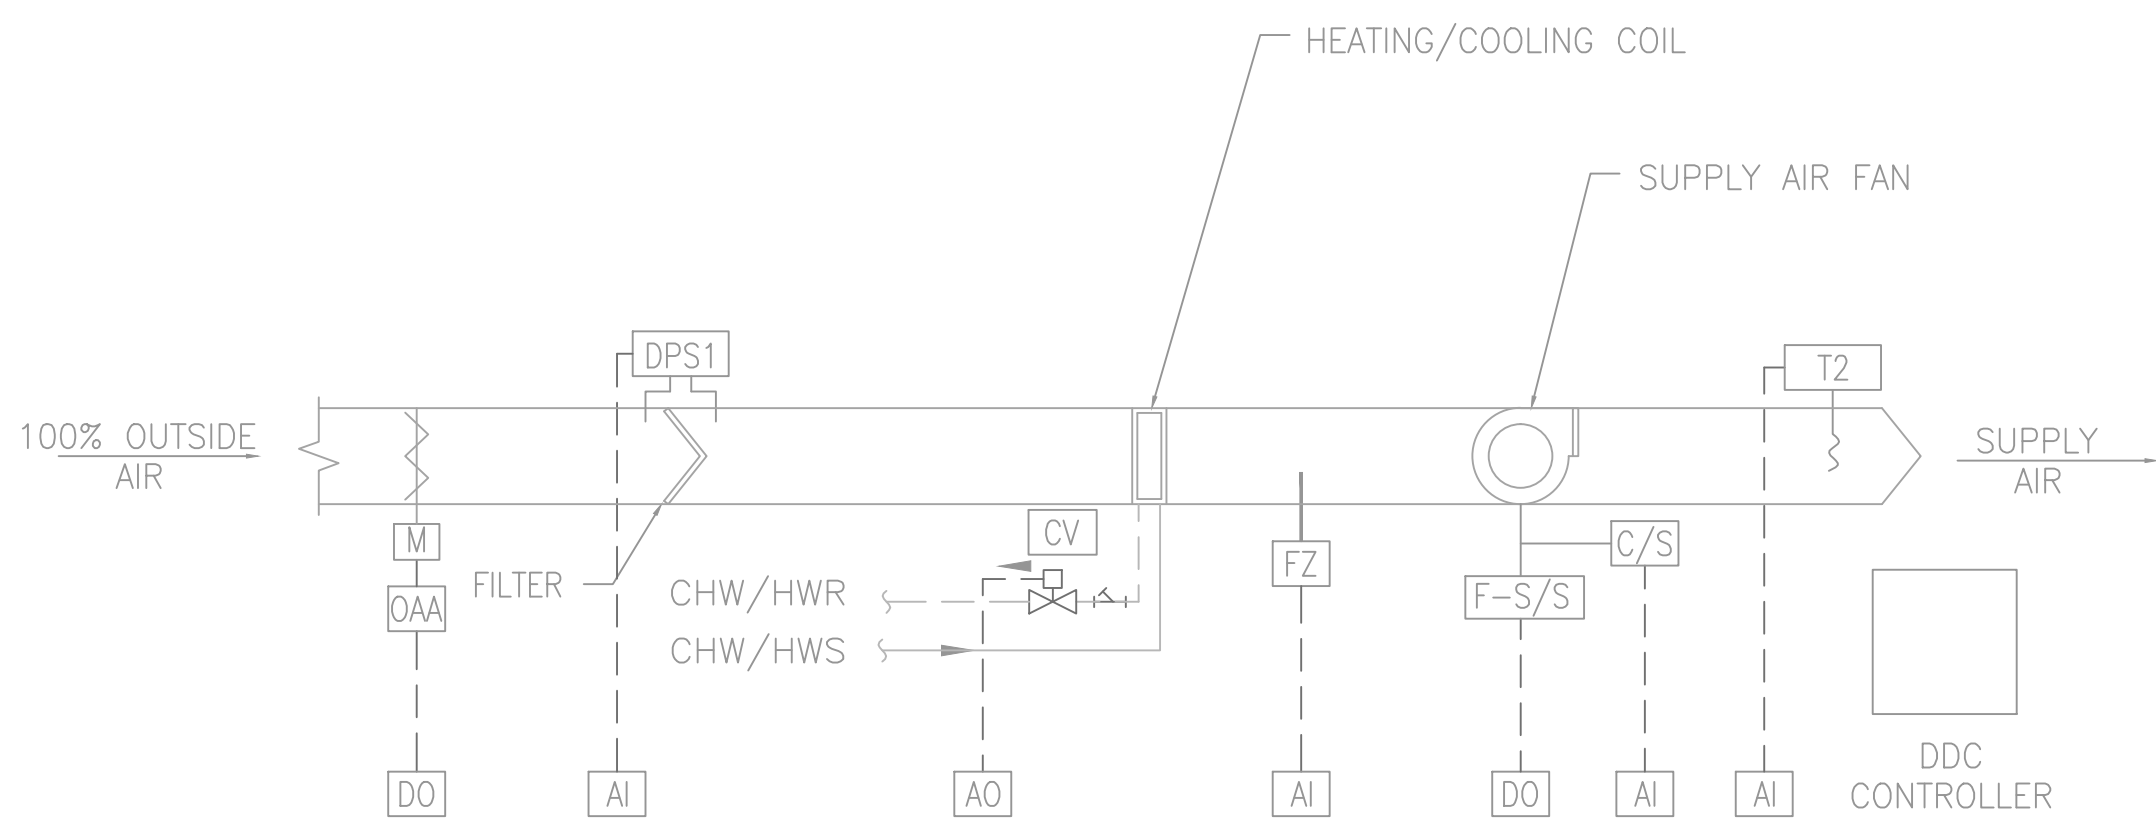 HEATING/COOLING COIL
SUPPLY AIR FAN
DPS1
T2
100% OUTSIDE
AIR
SUPPLY
AIR
M
OAA
FILTER
CV
CHW/HWR
CHW/HWS
FZ
C/S
F-S/S
DDC
CONTROLLER
DO
AI
AO
AI
DO
AI
AI